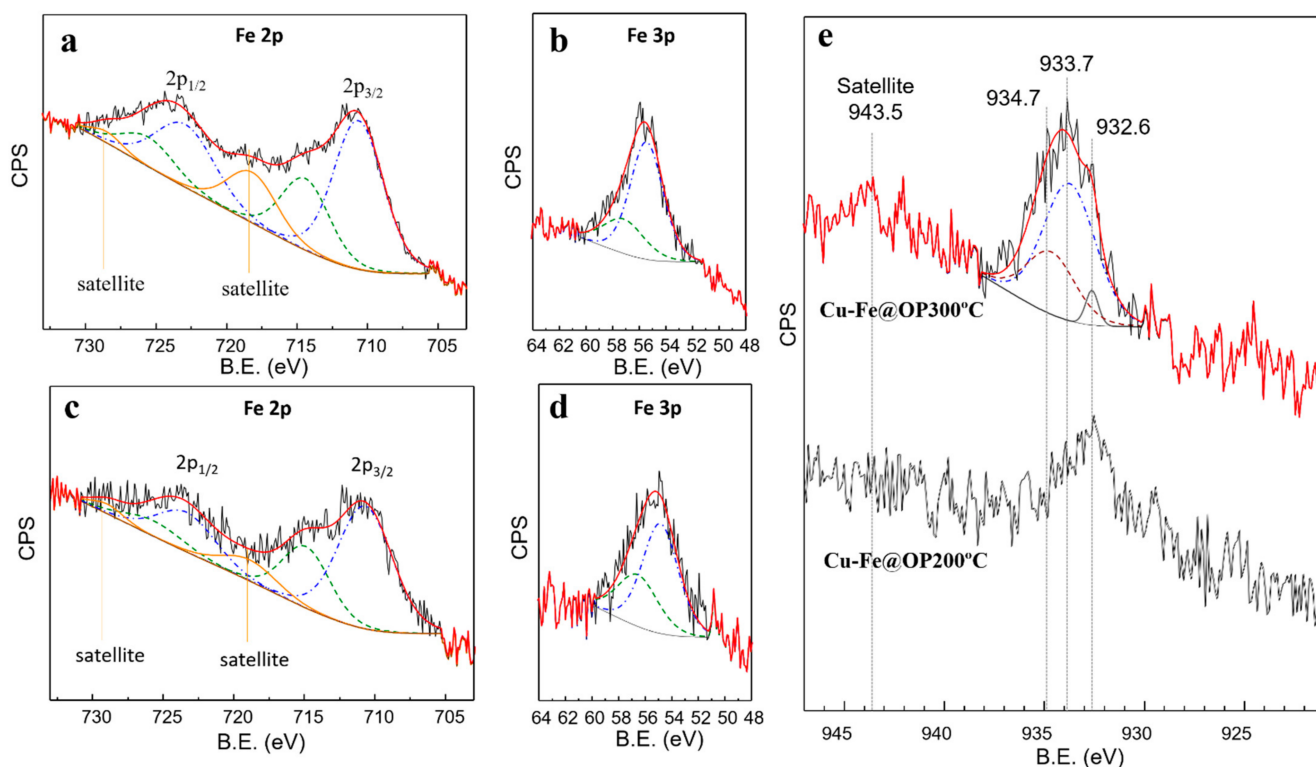 a
Fe 2p
2p1/2
2p3/2
satellite
satellite
CPS
730 725 720 715 710 705
B.E. (eV)
b
Fe 3p
CPS
64 62 60 58 56 54 52 50 48
B.E. (eV)
c
Fe 2p
2p1/2
2p3/2
satellite
satellite
CPS
730 725 720 715 710 705
B.E. (eV)
d
Fe 3p
CPS
64 62 60 58 56 54 52 50 48
B.E. (eV)
e
933.7
Satellite
943.5
934.7
932.6
Cu-Fe@OP300ºC
CPS
Cu-Fe@OP200ºC
945 940 935 930 925
B.E. (eV)